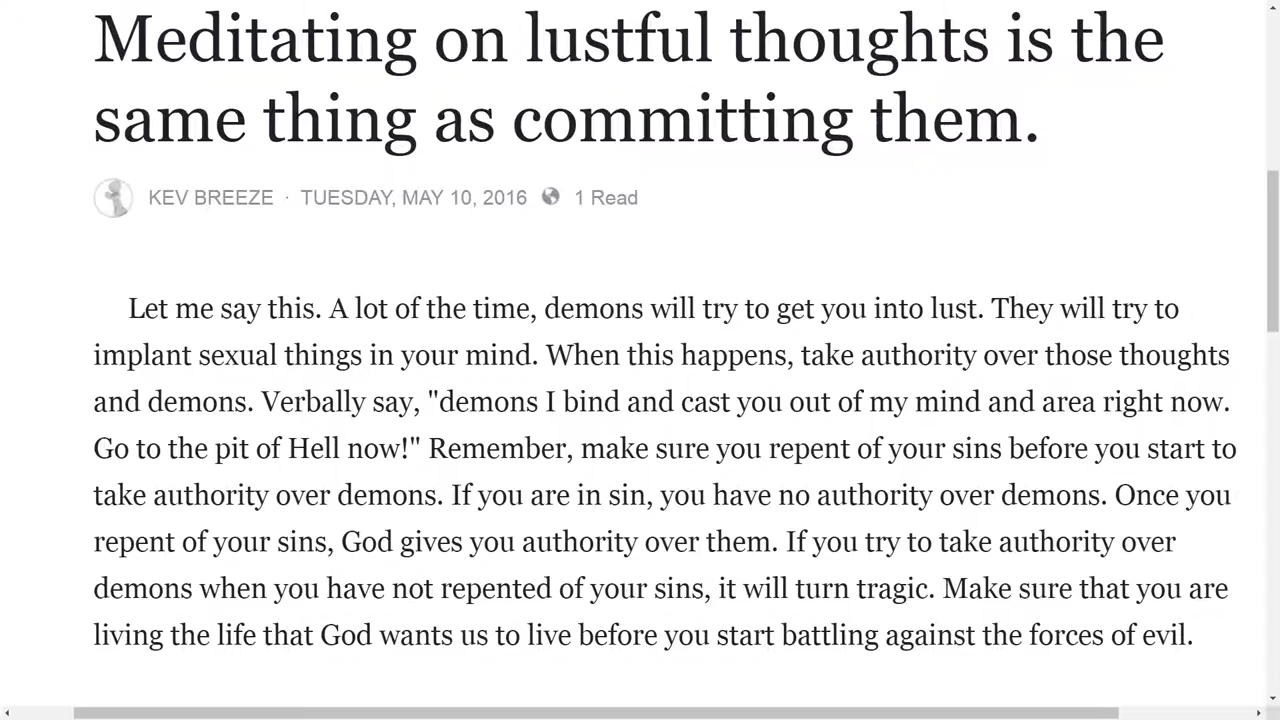 Meditating on lustful thoughts is the
same thing as committing them.
KEV BREEZE · TUESDAY, MAY 10, 2016 1 Read
Let me say this. A lot of the time, demons will try to get you into lust. They will try to
implant sexual things in your mind. When this happens, take authority over those thoughts
and demons. Verbally say, "demons I bind and cast you out of my mind and area right now.
Go to the pit of Hell now!" Remember, make sure you repent of your sins before you start to
take authority over demons. If you are in sin, you have no authority over demons. Once you
repent of your sins, God gives you authority over them. If you try to take authority over
demons when you have not repented of your sins, it will turn tragic. Make sure that you are
living the life that God wants us to live before you start battling against the forces of evil.